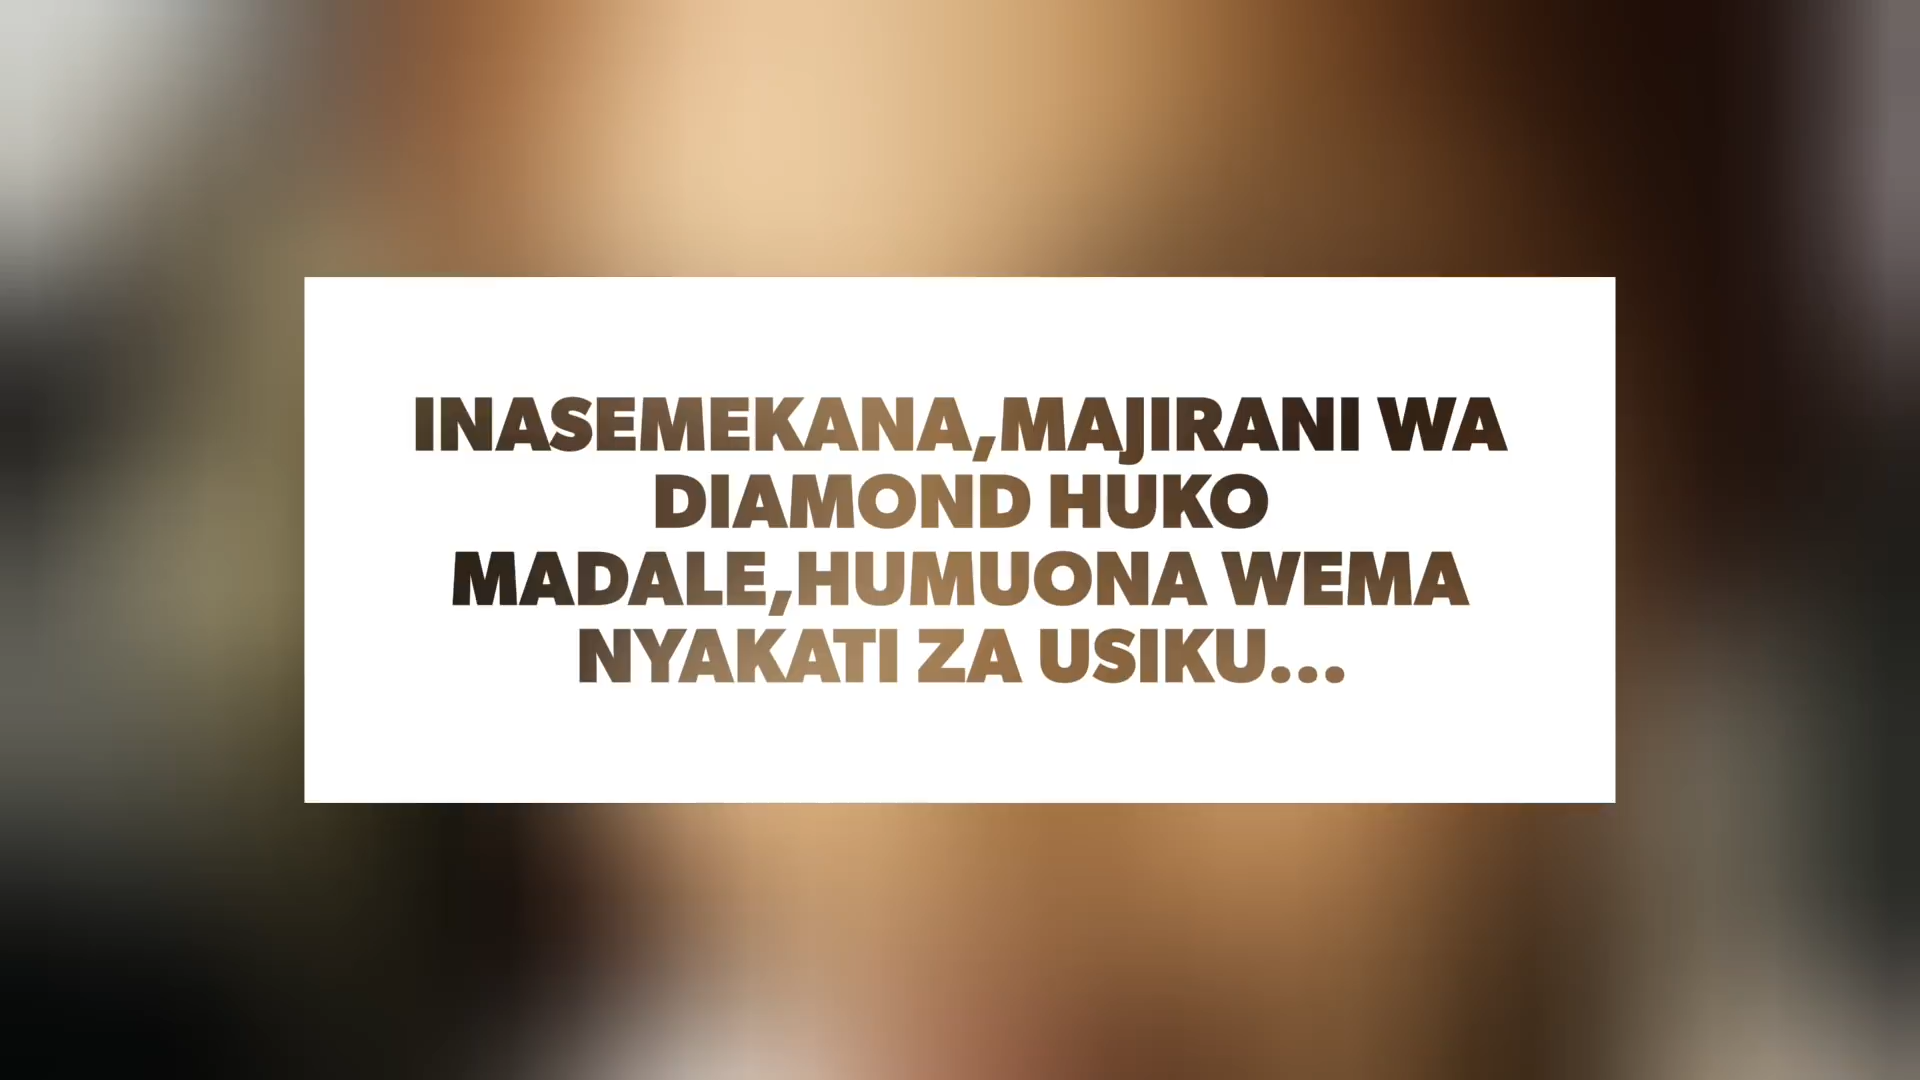 INASEMEKANA,MAJIRANI WA
DIAMOND HUKO
MADALE,HUMUONA WEMA
NYAKATI ZA USIKU...